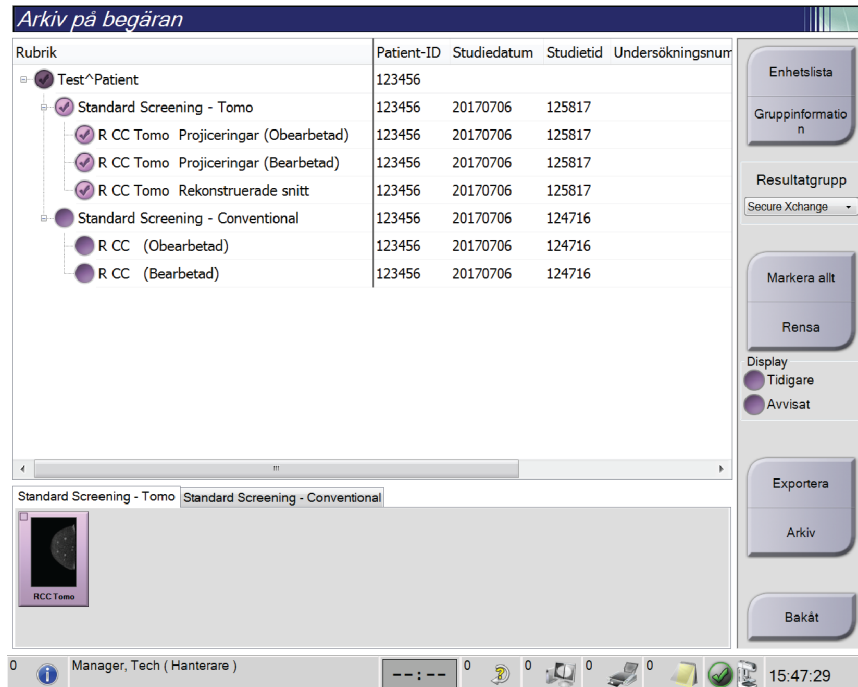 Arkiv på begäran
Rubrik Patient-ID Studiedatum Studietid Undersökningsnum
Test^Patient 123456
Standard Screening - Tomo 123456 20170706 125817
R CC Tomo Projiceringar (Obearbetad) 123456 20170706 125817
R CC Tomo Projiceringar (Bearbetad) 123456 20170706 125817
R CC Tomo Rekonstruerade snitt 123456 20170706 125817
Standard Screening - Conventional 123456 20170706 124716
R CC (Obearbetad) 123456 20170706 124716
R CC (Bearbetad) 123456 20170706 124716
Enhetslista
Gruppinformatio
n
Resultatgrupp
Secure Xchange
Markera allt
Rensa
Display
Tidigare
Avvisat
Exportera
Arkiv
Bakåt
Standard Screening - Tomo Standard Screening - Conventional
RCC Tomo
0 Manager, Tech ( Hanterare ) --:-- 0 0 0 0 15:47:29